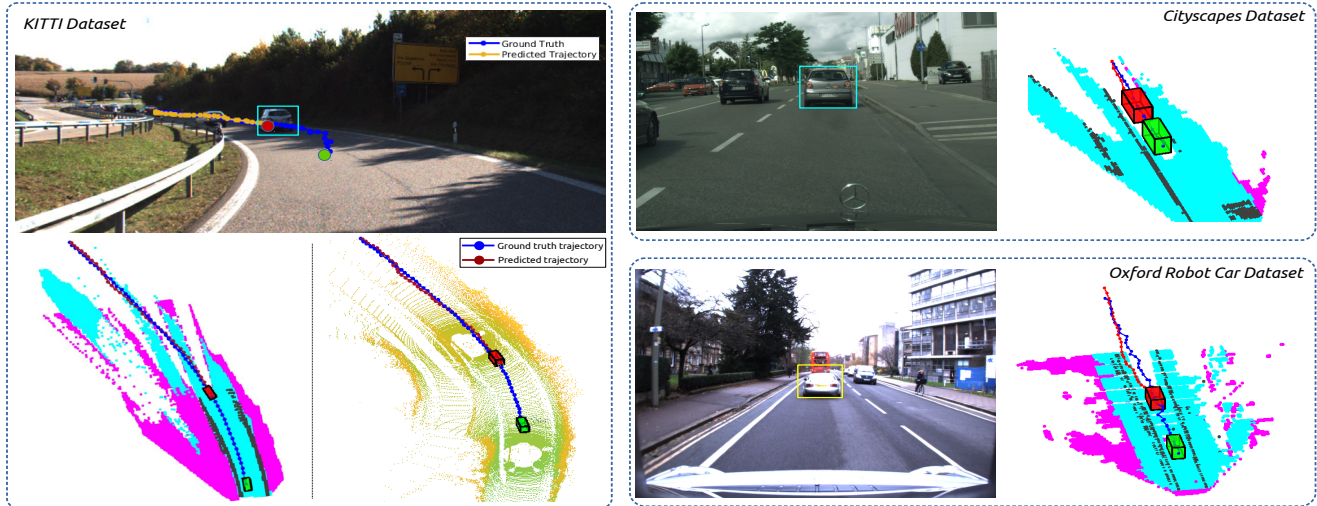 KITTI Dataset
Ground Truth
Predicted Trajectory
Ground truth trajectory
Predicted trajectory
Cityscapes Dataset
Oxford Robot Car Dataset